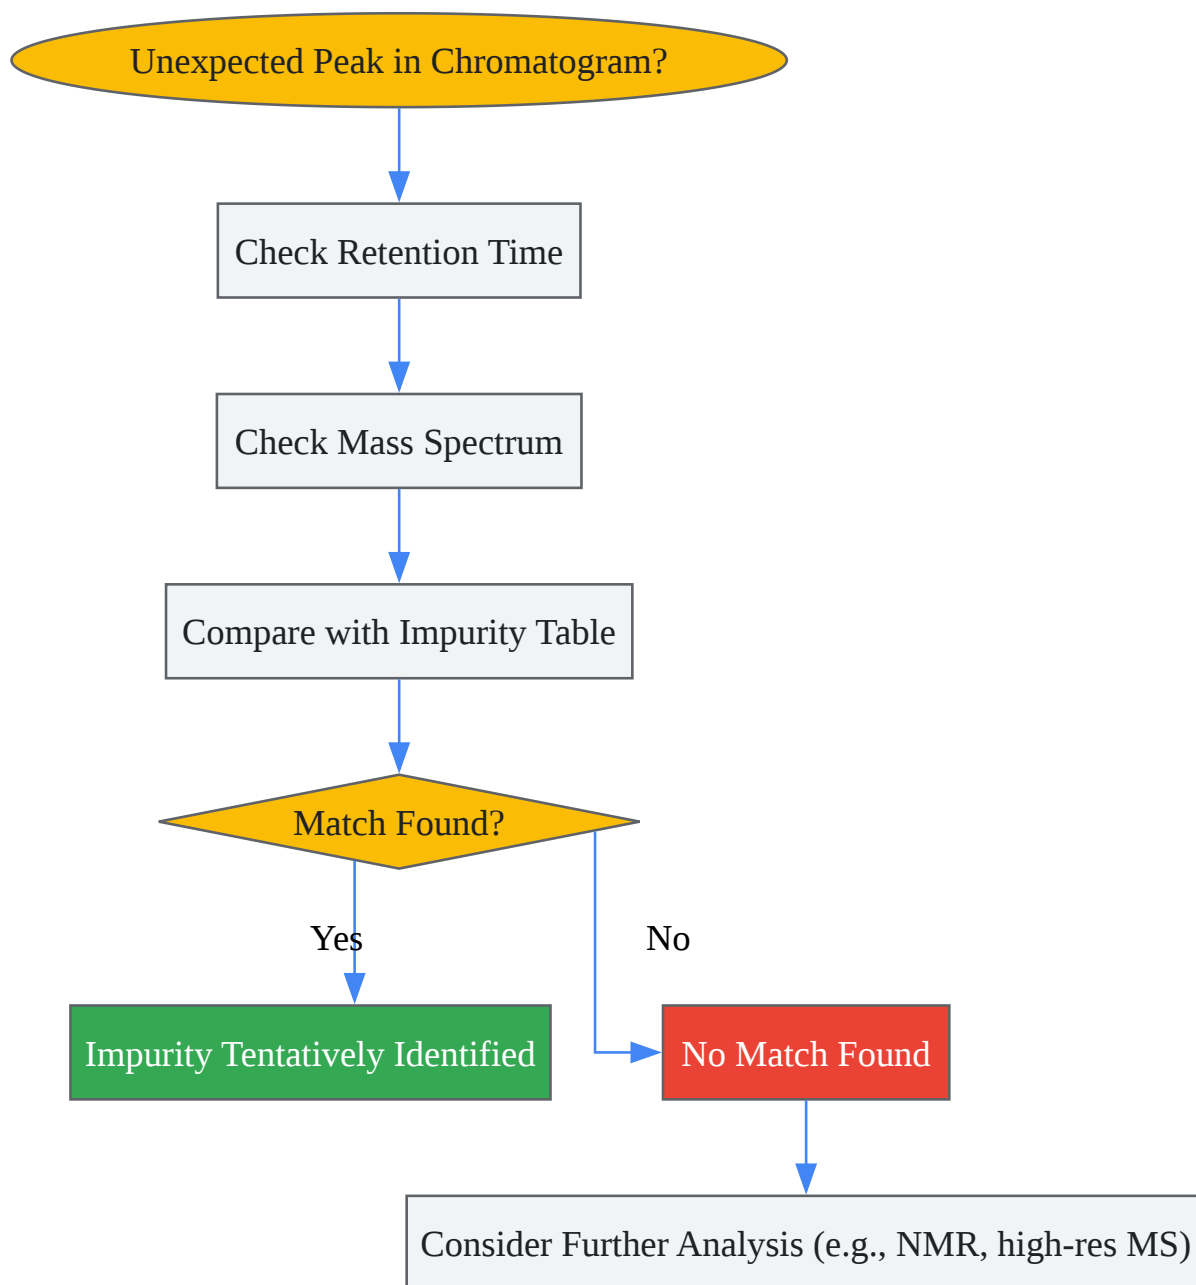 Unexpected Peak in Chromatogram?
Check Retention Time
Check Mass Spectrum
Compare with Impurity Table
Match Found?
Yes
No
Impurity Tentatively Identified
No Match Found
Consider Further Analysis (e.g., NMR, high-res MS)